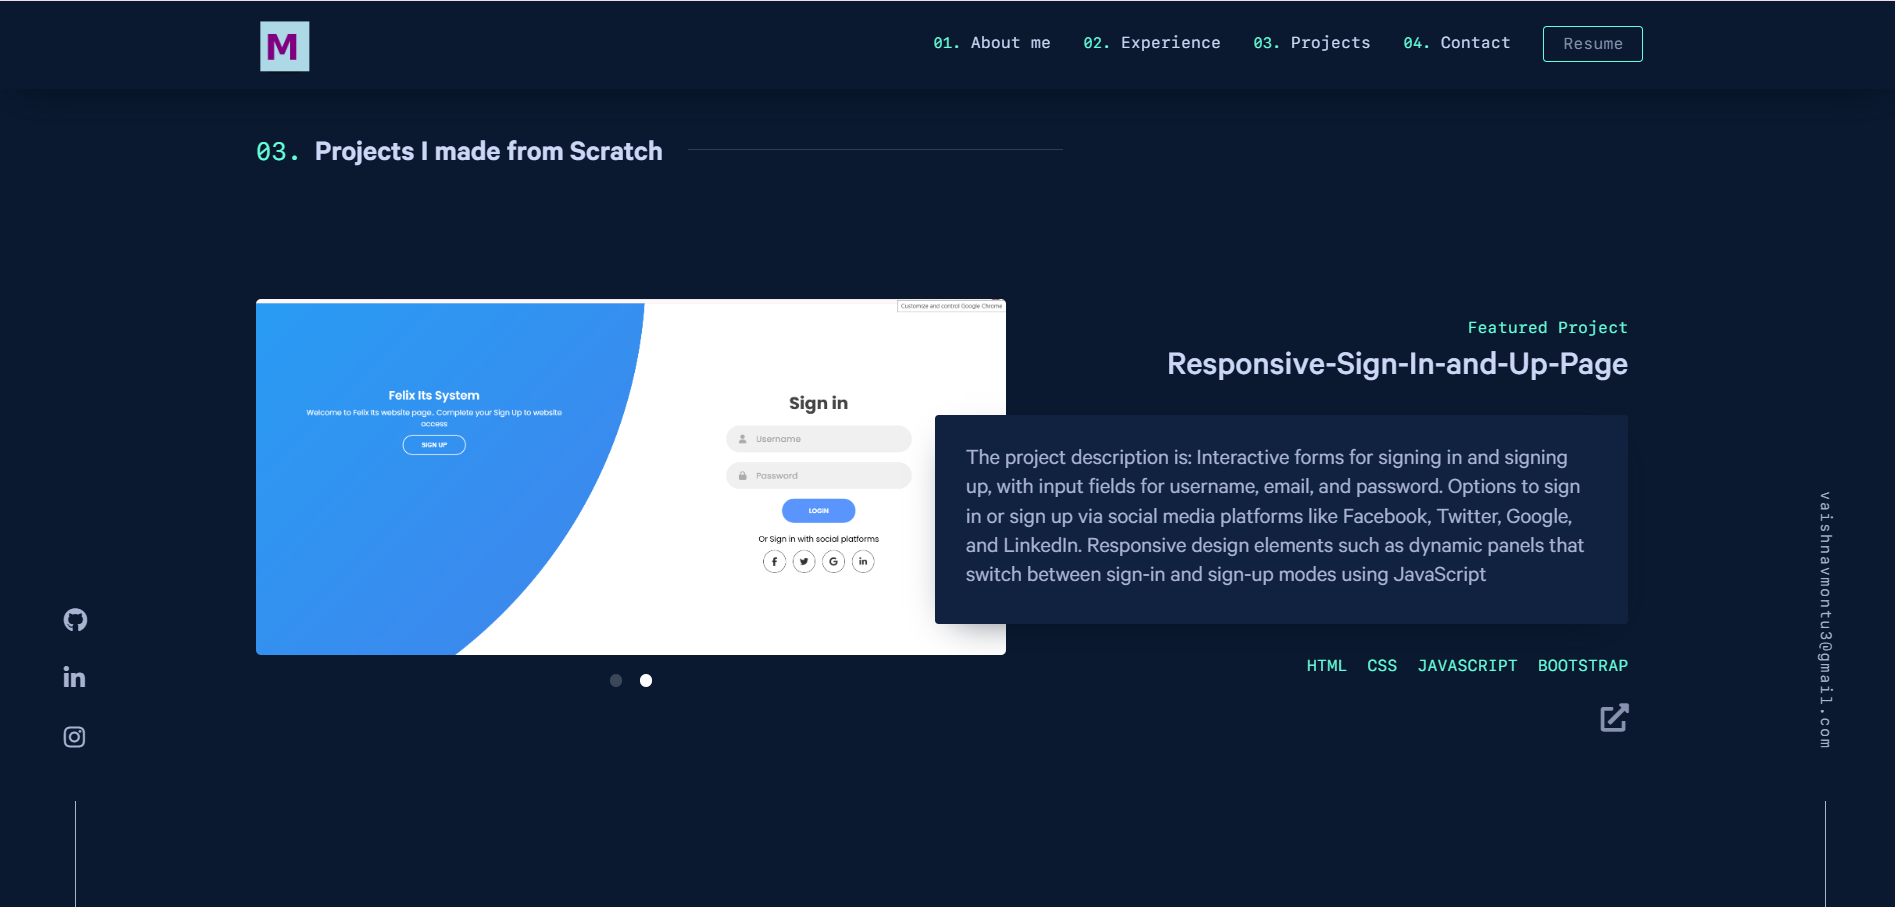 M
01. About me 02. Experience 03. Projects 04. Contact Resume
03. Projects I made from Scratch
Customize and control Google Chrome
Felix Its System
Welcome to Felix Its website page.. Complete your Sign Up to website
access
SIGN UP
Sign in
Username
Password
LOGIN
Or Sign in with social platforms
Featured Project
Responsive-Sign-In-and-Up-Page
The project description is: Interactive forms for signing in and signing
up, with input fields for username, email, and password. Options to sign
in or sign up via social media platforms like Facebook, Twitter, Google,
and LinkedIn. Responsive design elements such as dynamic panels that
switch between sign-in and sign-up modes using JavaScript
HTML CSS JAVASCRIPT BOOTSTRAP
vaishnavmontu3@gmail.com